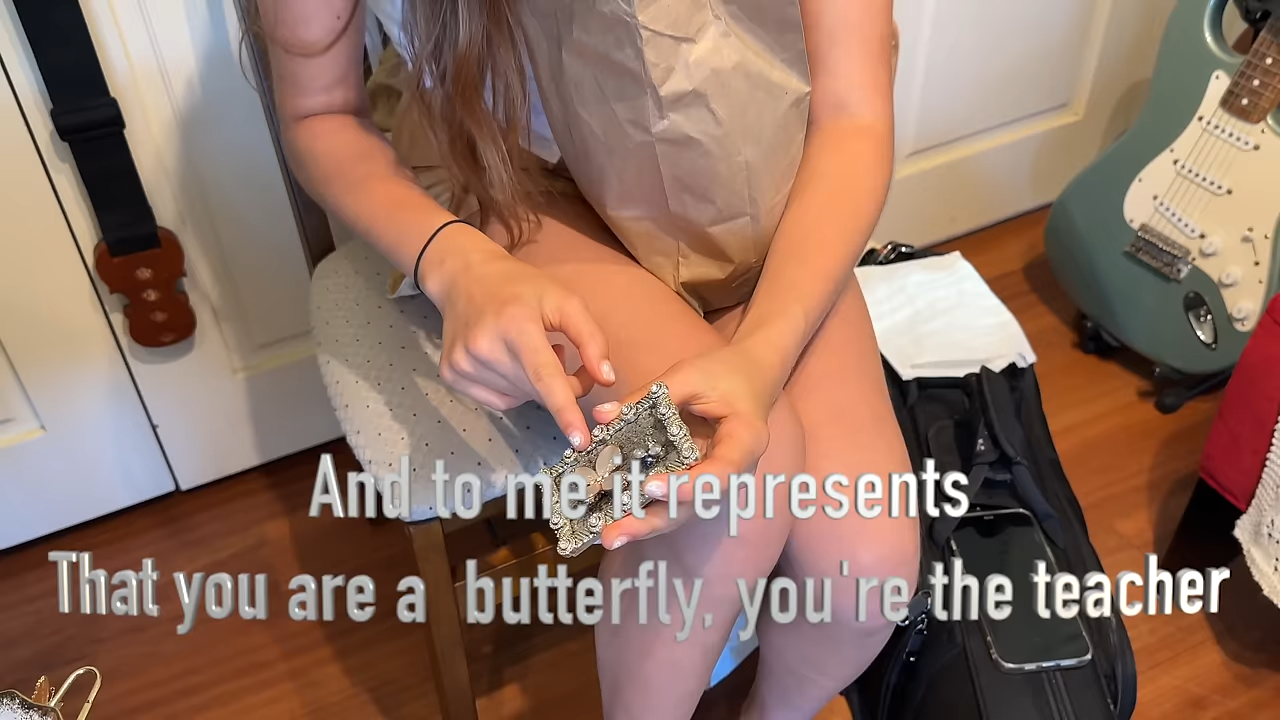 And to me it represents
That you are a butterfly, you're the teacher